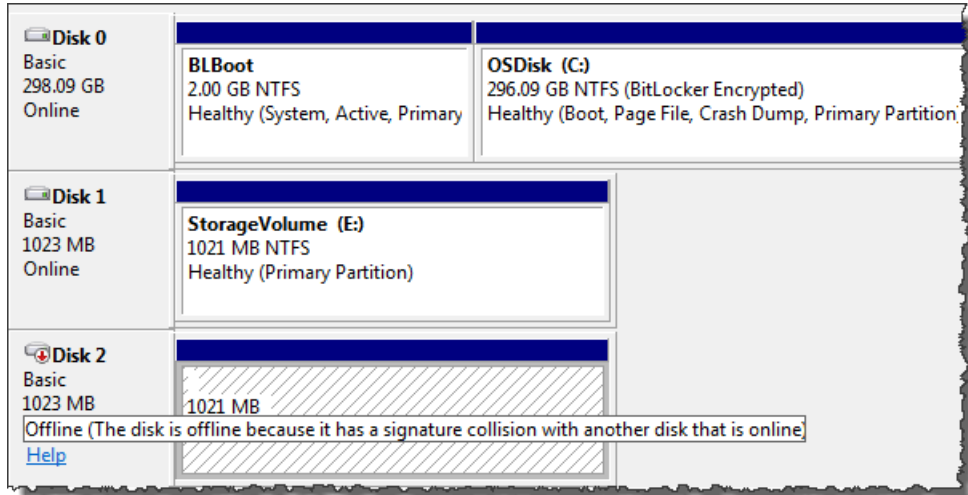 Disk 0
Basic
298.09 GB
Online
BLBoot
2.00 GB NTFS
Healthy (System, Active, Primary
OSDisk (C:)
296.09 GB NTFS (BitLocker Encrypted)
Healthy (Boot, Page File, Crash Dump, Primary Partition
Disk 1
Basic
1023 MB
Online
StorageVolume (E:)
1021 MB NTFS
Healthy (Primary Partition)
Disk 2
Basic
1023 MB
1021 MB
Offline (The disk is offline because it has a signature collision with another disk that is online)
Help